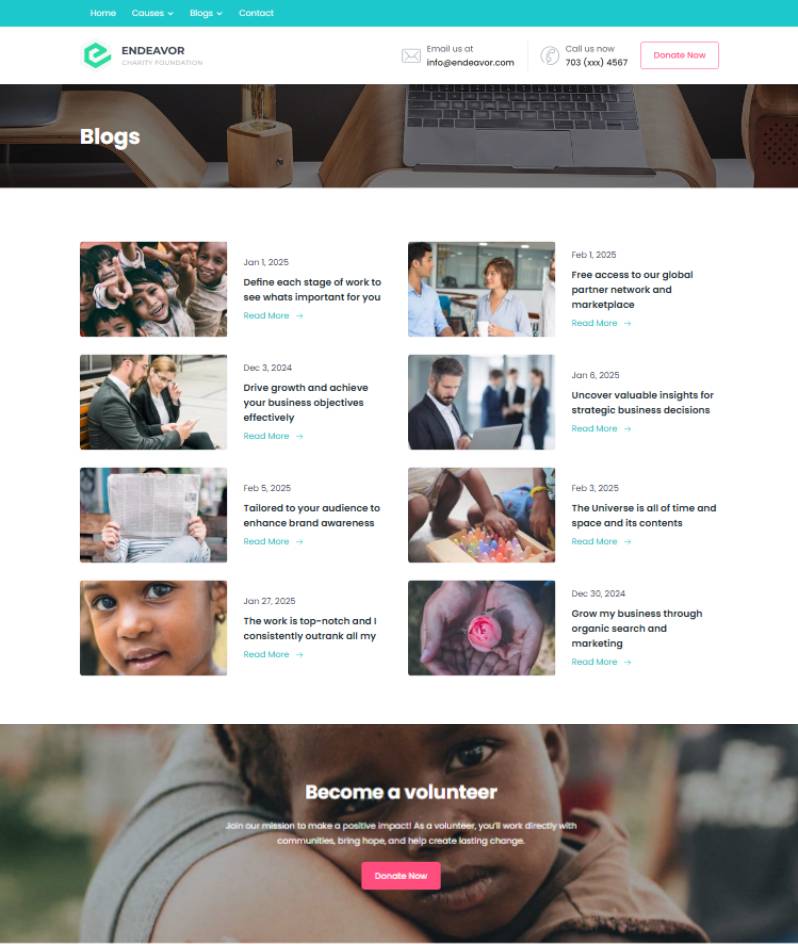 Home Causes Blogs Contact
ENDEAVOR
CHARITY FOUNDATION
Email us at
info@endeavor.com
Call us now
703 (xxx) 4567
Donate Now
Blogs
Jan 1, 2025
Define each stage of work to
see whats important for you
Read More →
Feb 1, 2025
Free access to our global
partner network and
marketplace
Read More →
Dec 3, 2024
Drive growth and achieve
your business objectives
effectively
Read More →
Jan 6, 2025
Uncover valuable insights for
strategic business decisions
Read More →
Feb 5, 2025
Tailored to your audience to
enhance brand awareness
Read More →
Feb 3, 2025
The Universe is all of time and
space and its contents
Read More →
Jan 27, 2025
The work is top-notch and I
consistently outrank all my
Read More →
Dec 30, 2024
Grow my business through
organic search and
marketing
Read More →
Become a volunteer
Join our mission to make a positive impact! As a volunteer, you'll work directly with
communities, bring hope, and help create lasting change.
Donate Now